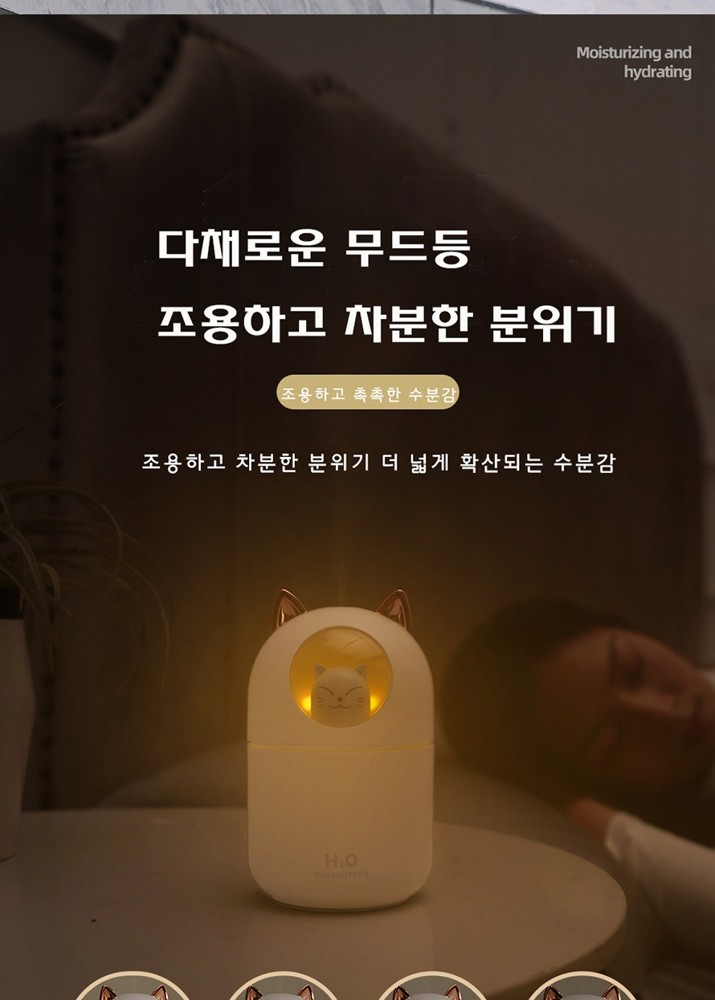 Moisturizing and
hydrating
다채로운 무드등
조용하고 차분한 분위기
조용하고 촉촉한 수분감
조용하고 차분한 분위기 더 넓게 확산되는 수분감
H₂O